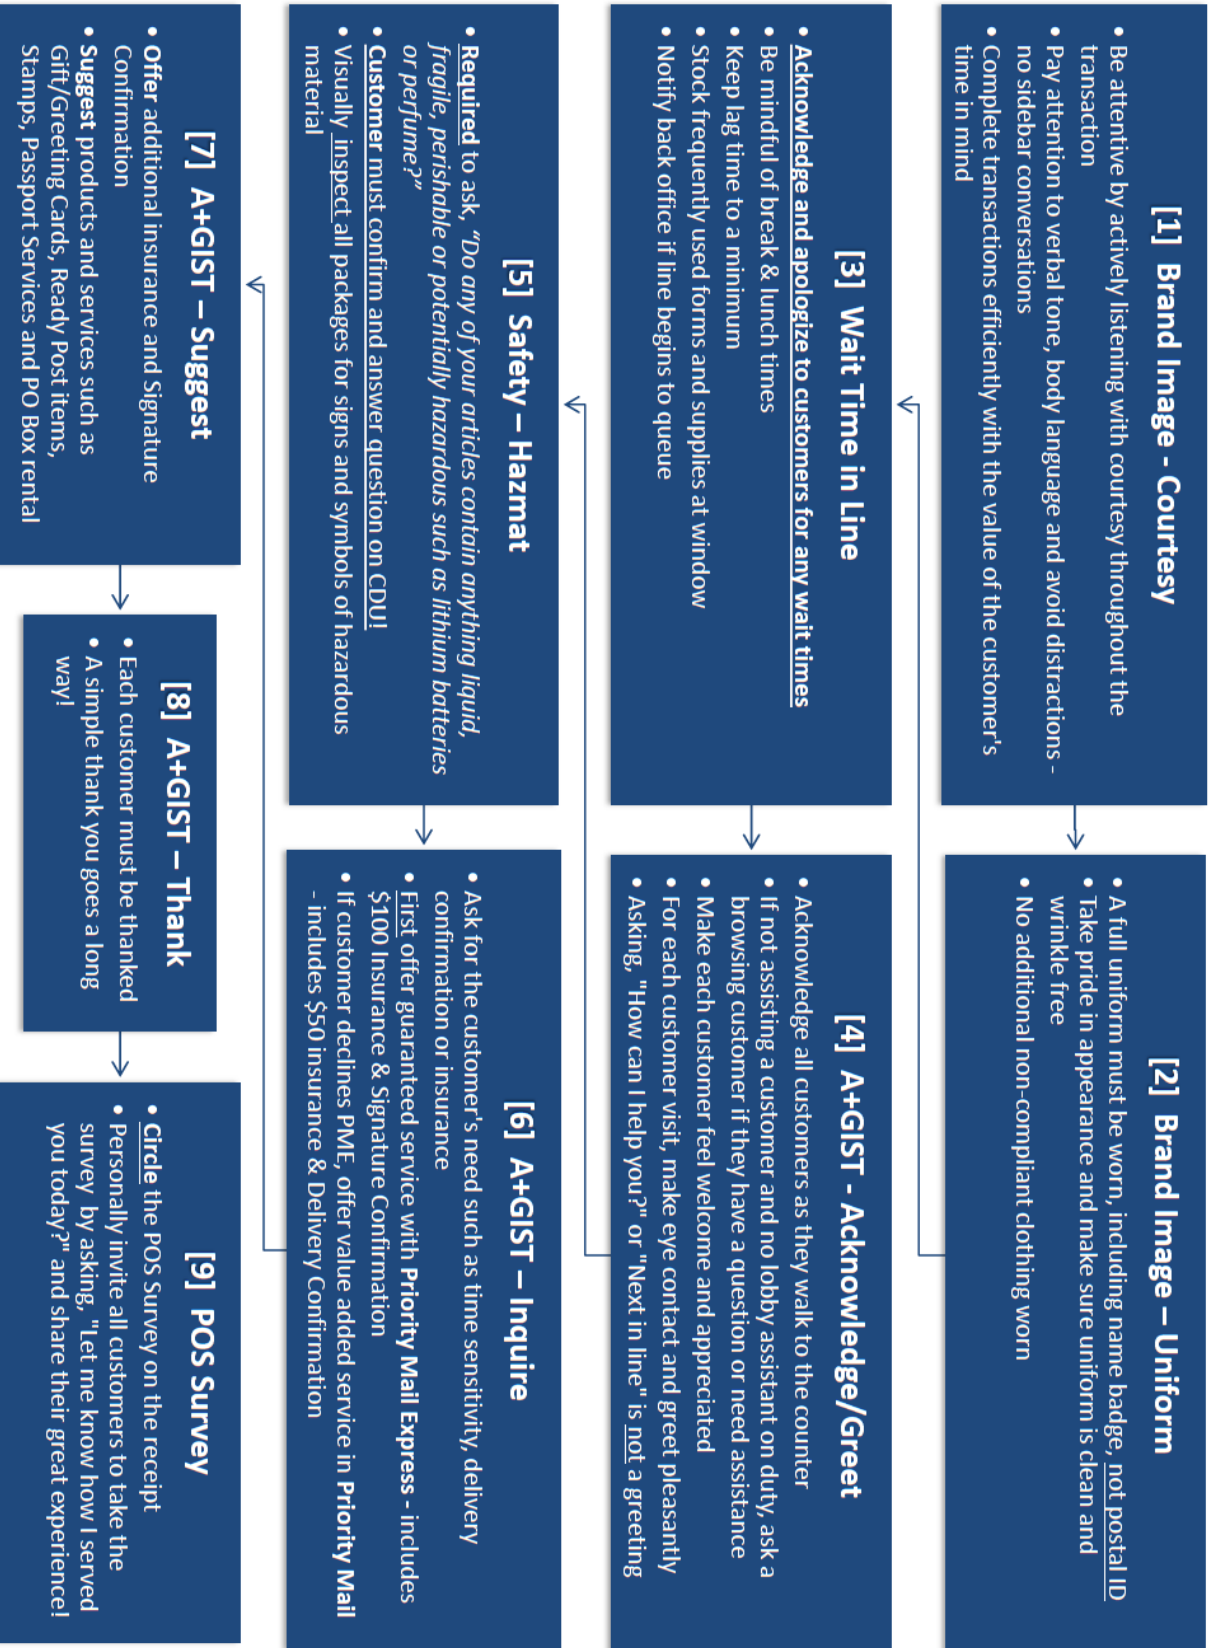 [1] Brand Image - Courtesy
• Be attentive by actively listening with courtesy throughout the
transaction
• Pay attention to verbal tone, body language and avoid distractions -
no sidebar conversations
• Complete transactions efficiently with the value of the customer's
time in mind
[2] Brand Image – Uniform
• A full uniform must be worn, including name badge, not postal ID
• Take pride in appearance and make sure uniform is clean and
wrinkle free
• No additional non-compliant clothing worn
[3] Wait Time in Line
• Acknowledge and apologize to customers for any wait times
• Be mindful of break & lunch times
• Keep lag time to a minimum
• Stock frequently used forms and supplies at window
• Notify back office if line begins to queue
[4] A+GIST - Acknowledge/Greet
• Acknowledge all customers as they walk to the counter
• If not assisting a customer and no lobby assistant on duty, ask a
browsing customer if they have a question or need assistance
• Make each customer feel welcome and appreciated
• For each customer visit, make eye contact and greet pleasantly
• Asking, "How can I help you?" or "Next in line" is not a greeting
[5] Safety – Hazmat
• Required to ask, "Do any of your articles contain anything liquid,
fragile, perishable or potentially hazardous such as lithium batteries
or perfume?"
• Customer must confirm and answer question on CDU!
• Visually inspect all packages for signs and symbols of hazardous
material
[6] A+GIST – Inquire
• Ask for the customer's need such as time sensitivity, delivery
confirmation or insurance
• First offer guaranteed service with Priority Mail Express - includes
$100 Insurance & Signature Confirmation
• If customer declines PME, offer value added service in Priority Mail
- includes $50 insurance & Delivery Confirmation
[7] A+GIST – Suggest
• Offer additional insurance and Signature
Confirmation
• Suggest products and services such as
Gift/Greeting Cards, Ready Post items,
Stamps, Passport Services and PO Box rental
[8] A+GIST – Thank
• Each customer must be thanked
• A simple thank you goes a long
way!
[9] POS Survey
• Circle the POS Survey on the receipt
• Personally invite all customers to take the
survey by asking, "Let me know how I served
you today?" and share their great experience!